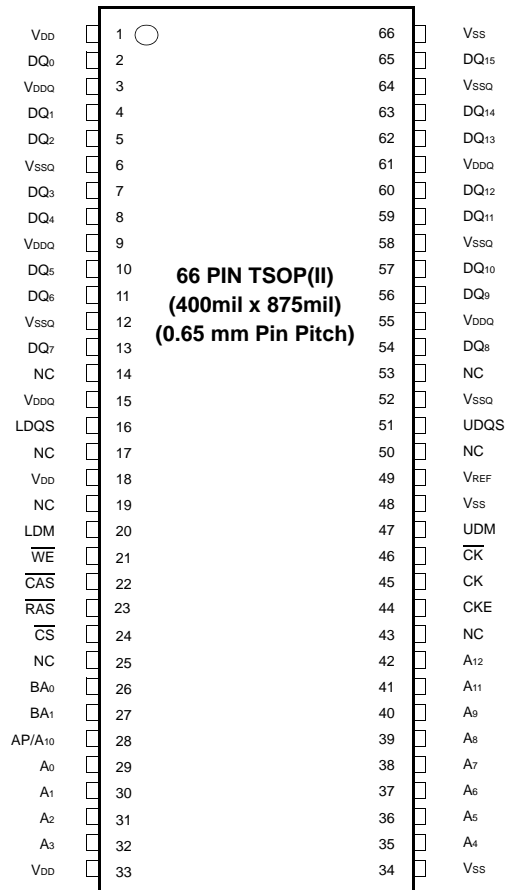 VDD 1 66 VSS
DQ0 2 65 DQ15
VDDQ 3 64 VSSQ
DQ1 4 63 DQ14
DQ2 5 62 DQ13
VSSQ 6 61 VDDQ
DQ3 7 60 DQ12
DQ4 8 59 DQ11
VDDQ 9 58 VSSQ
DQ5 10 57 DQ10
DQ6 11 56 DQ9
VSSQ 12 55 VDDQ
DQ7 13 54 DQ8
NC 14 53 NC
VDDQ 15 52 VSSQ
LDQS 16 51 UDQS
NC 17 50 NC
VDD 18 49 VREF
NC 19 48 VSS
LDM 20 47 UDM
W̅E̅ 21 46 C̅K̅
C̅A̅S̅ 22 45 CK
R̅A̅S̅ 23 44 CKE
C̅S̅ 24 43 NC
NC 25 42 A12
BA0 26 41 A11
BA1 27 40 A9
AP/A10 28 39 A8
A0 29 38 A7
A1 30 37 A6
A2 31 36 A5
A3 32 35 A4
VDD 33 34 VSS
66 PIN TSOP(II)
(400mil x 875mil)
(0.65 mm Pin Pitch)